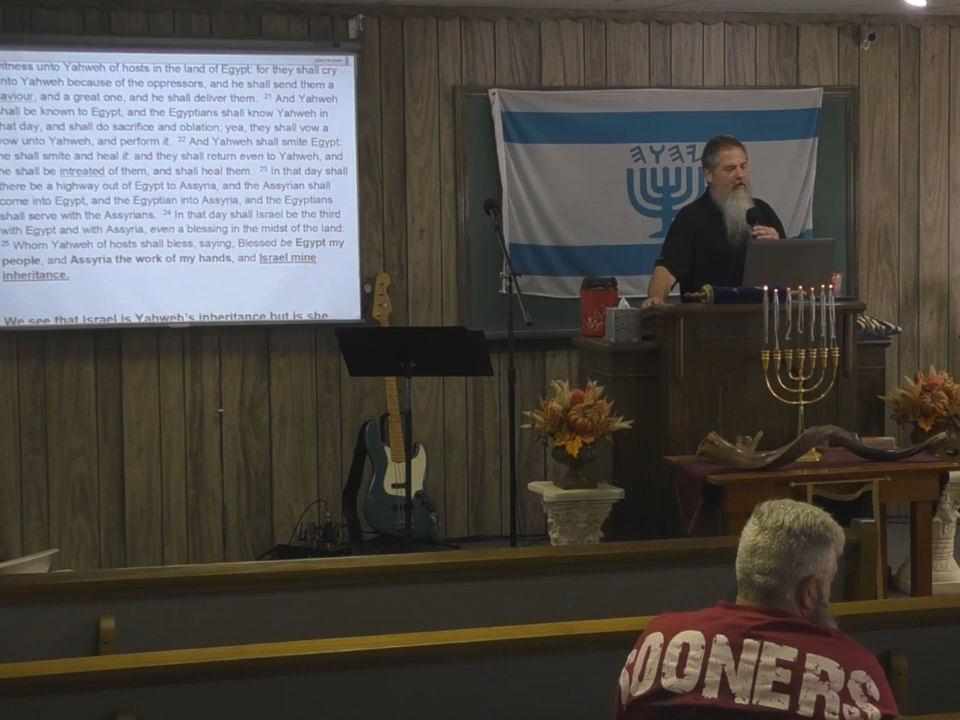 itness unto Yahweh of hosts in the land of Egypt: for they shall cry
nto Yahweh because of the oppressors, and he shall send them a
aviour, and a great one, and he shall deliver them. 21 And Yahweh
hall be known to Egypt, and the Egyptians shall know Yahweh in
hat day, and shall do sacrifice and oblation; yea, they shall vow a
vow unto Yahweh, and perform it. 22 And Yahweh shall smite Egypt:
he shall smite and heal it: and they shall return even to Yahweh, and
he shall be intreated of them, and shall heal them. 23 In that day shall
there be a highway out of Egypt to Assyria, and the Assyrian shall
come into Egypt, and the Egyptian into Assyria, and the Egyptians
shall serve with the Assyrians. 24 In that day shall Israel be the third
with Egypt and with Assyria, even a blessing in the midst of the land:
25 Whom Yahweh of hosts shall bless, saying, Blessed be Egypt my
people, and Assyria the work of my hands, and Israel mine
inheritance.
We see that Israel is Yahweh's inheritance but is she
SOONERS